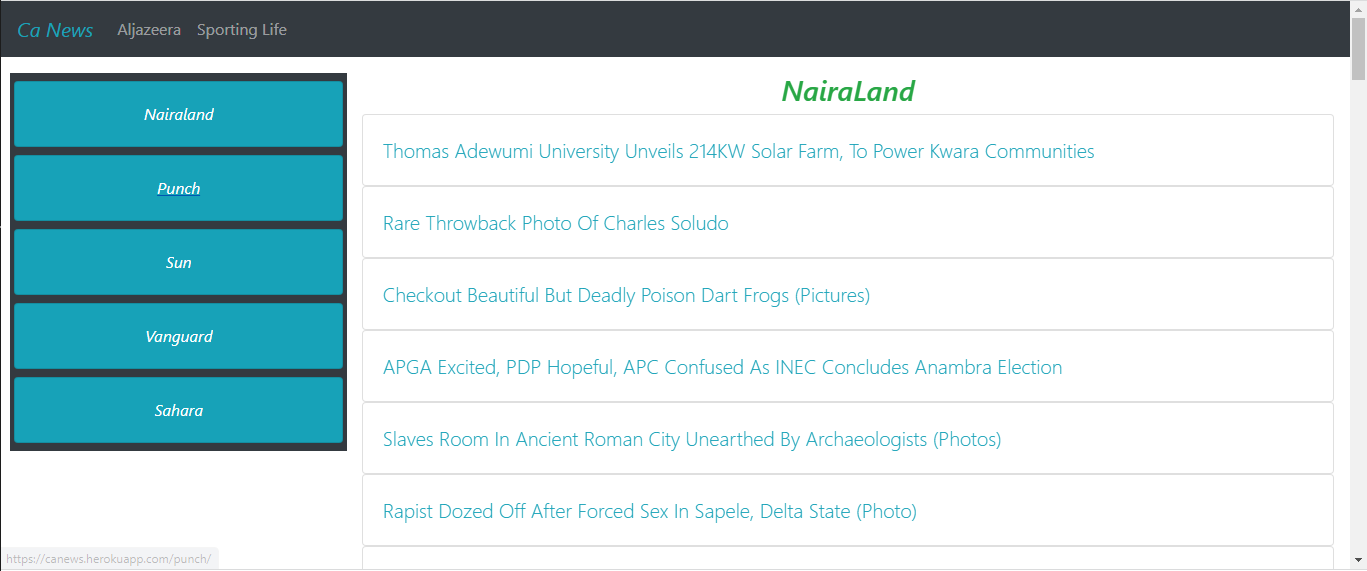 Ca News Aljazeera Sporting Life
Nairaland
Punch
Sun
Vanguard
Sahara
NairaLand
Thomas Adewumi University Unveils 214KW Solar Farm, To Power Kwara Communities
Rare Throwback Photo Of Charles Soludo
Checkout Beautiful But Deadly Poison Dart Frogs (Pictures)
APGA Excited, PDP Hopeful, APC Confused As INEC Concludes Anambra Election
Slaves Room In Ancient Roman City Unearthed By Archaeologists (Photos)
Rapist Dozed Off After Forced Sex In Sapele, Delta State (Photo)
https://canews.herokuapp.com/punch/